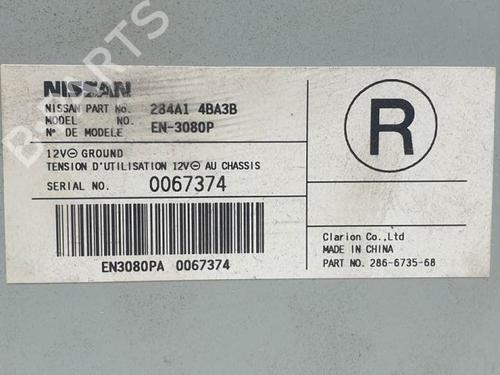 NISSAN
NISSAN PART No. 284A1 4BA3B
MODEL NO. EN-3080P
N° DE MODELE
12V⊖ GROUND
TENSION D'UTILISATION 12V⊖ AU CHASSIS
SERIAL NO. 0067374
EN3080PA 0067374
R
Clarion Co.,Ltd
MADE IN CHINA
PART NO. 286-6735-68
B-PARTS